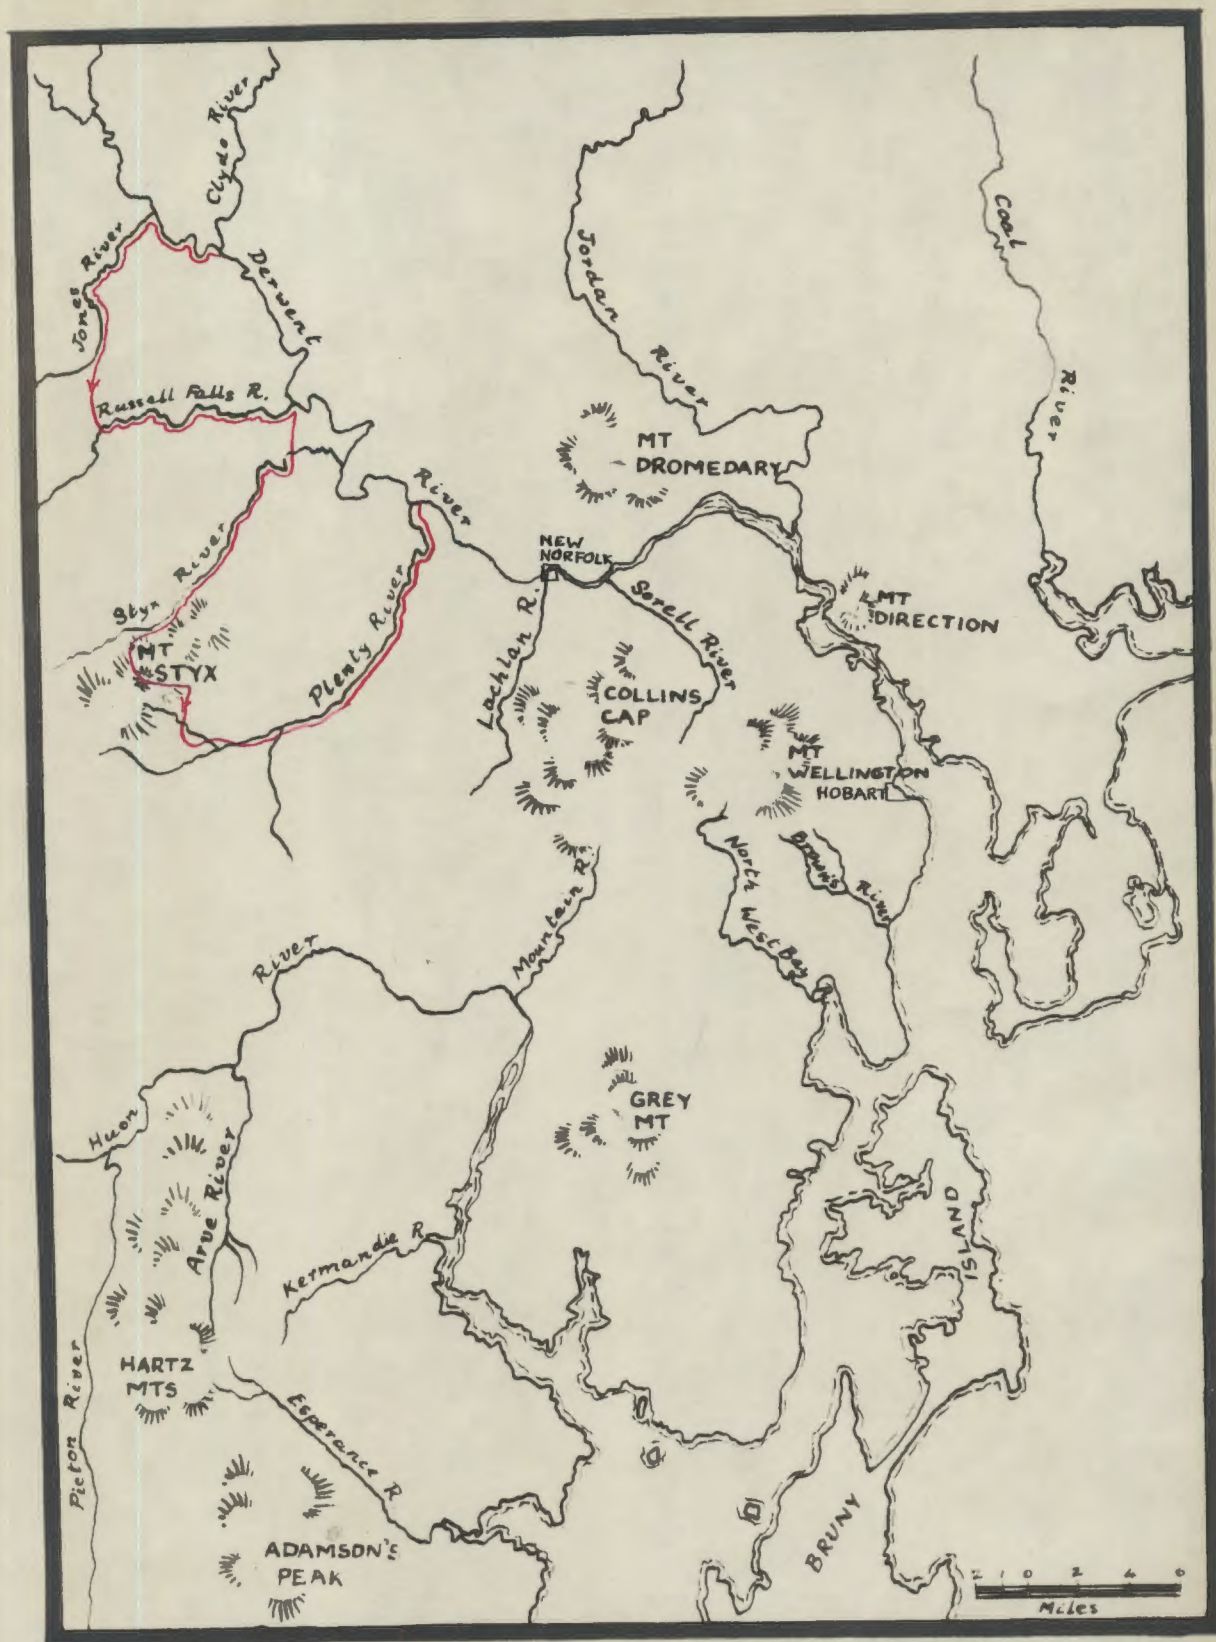 Clyde River
Jones River
Derwent
River
Jordan
River
Coal
River
Russell Falls R.
MT
DROMEDARY
NEW
NORFOLK
Styx River
Plenty River
Lachlan R.
Sorell River
MT
DIRECTION
MT
STYX
COLLINS
CAP
MT
WELLINGTON
HOBART
North West Bay R
Browns River
Mountain R.
Huon
River
GREY
MT
Arve River
Kermandie R.
ISLAND
BRUNY
HARTZ
MTS
Picton River
Esperance R
ADAMSON'S
PEAK
2 1 0 2 4 6
Miles